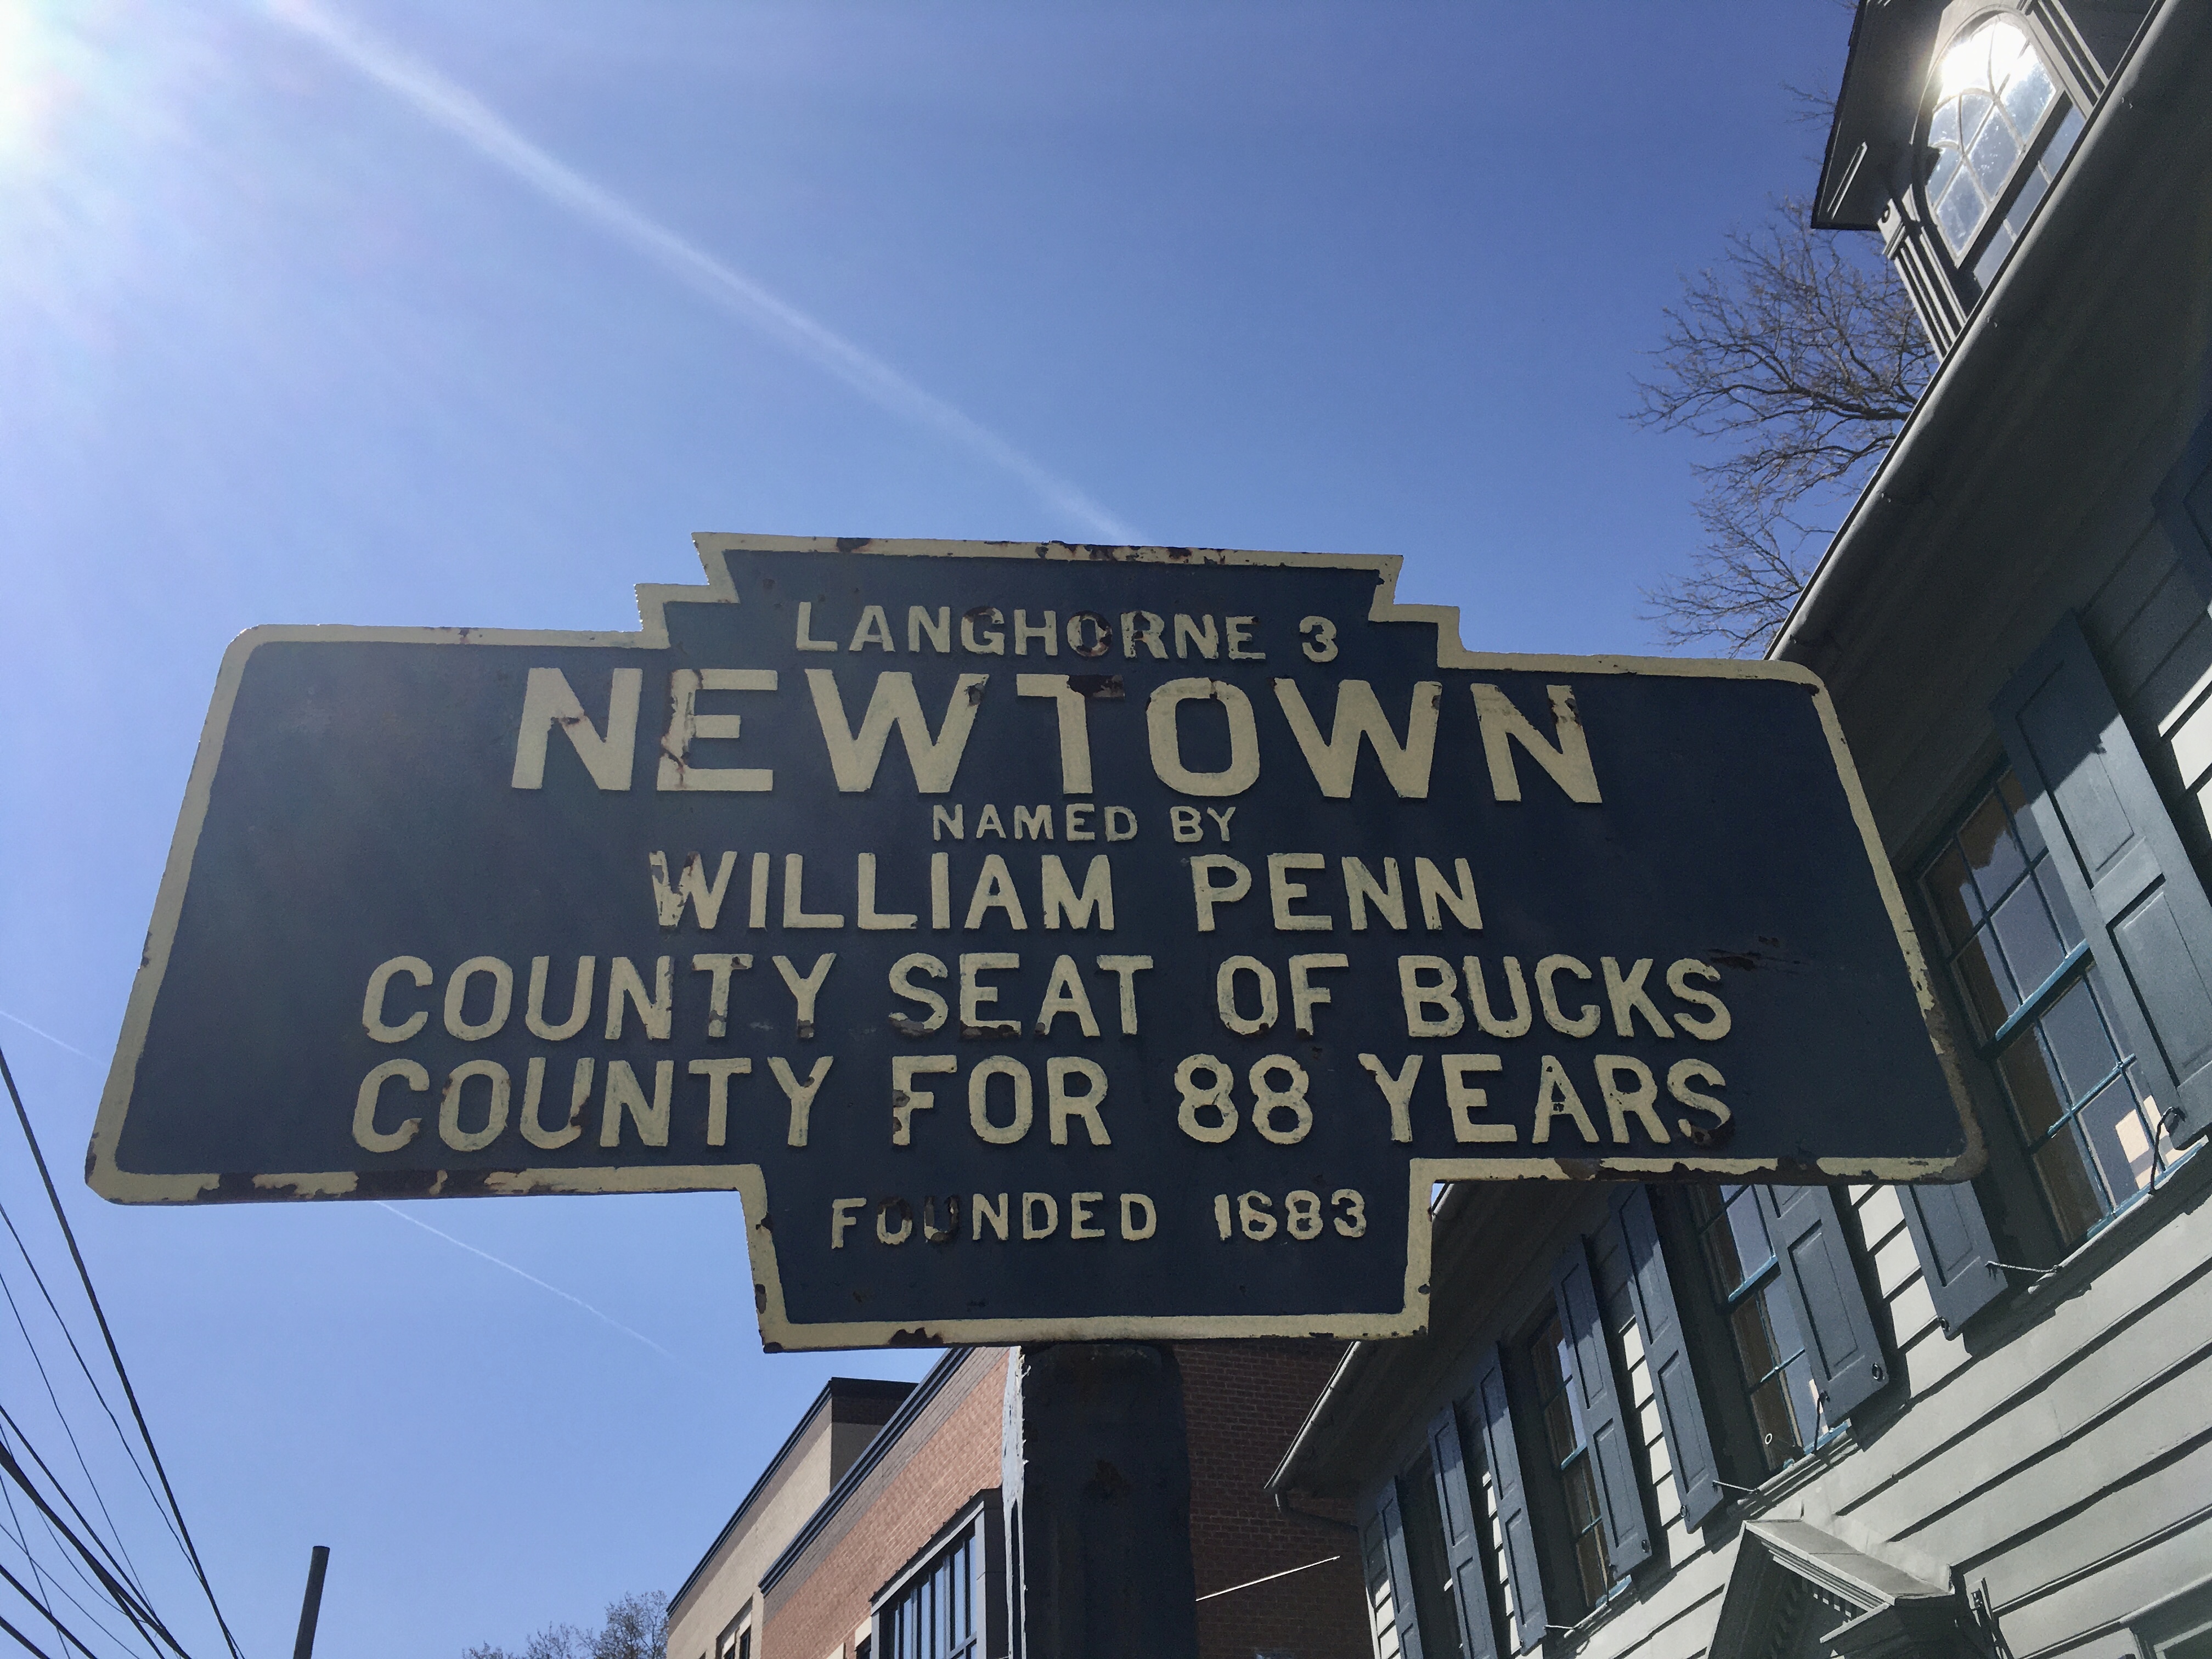 LANGHORNE 3
NEWTOWN
NAMED BY
WILLIAM PENN
COUNTY SEAT OF BUCKS
COUNTY FOR 88 YEARS
FOUNDED 1683